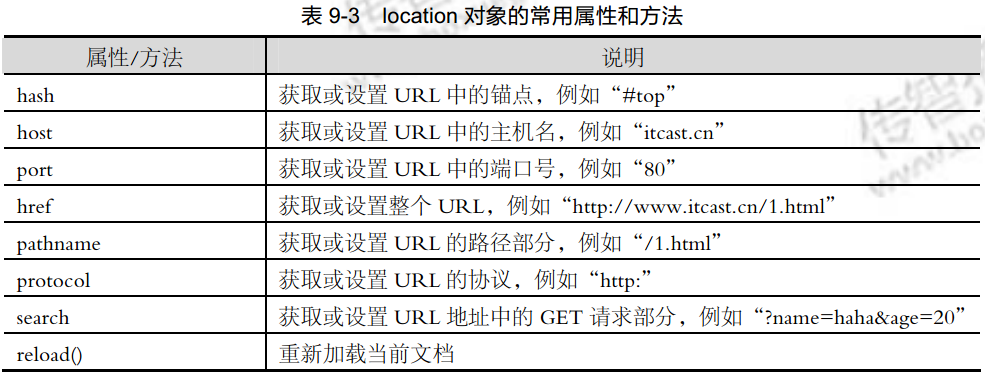 表 9-3 location 对象的常用属性和方法
属性/方法 说明
hash 获取或设置 URL 中的锚点，例如“#top”
host 获取或设置 URL 中的主机名，例如“itcast.cn”
port 获取或设置 URL 中的端口号，例如“80”
href 获取或设置整个 URL，例如“http://www.itcast.cn/1.html”
pathname 获取或设置 URL 的路径部分，例如“/1.html”
protocol 获取或设置 URL 的协议，例如“http:”
search 获取或设置 URL 地址中的 GET 请求部分，例如“?name=haha&age=20”
reload() 重新加载当前文档